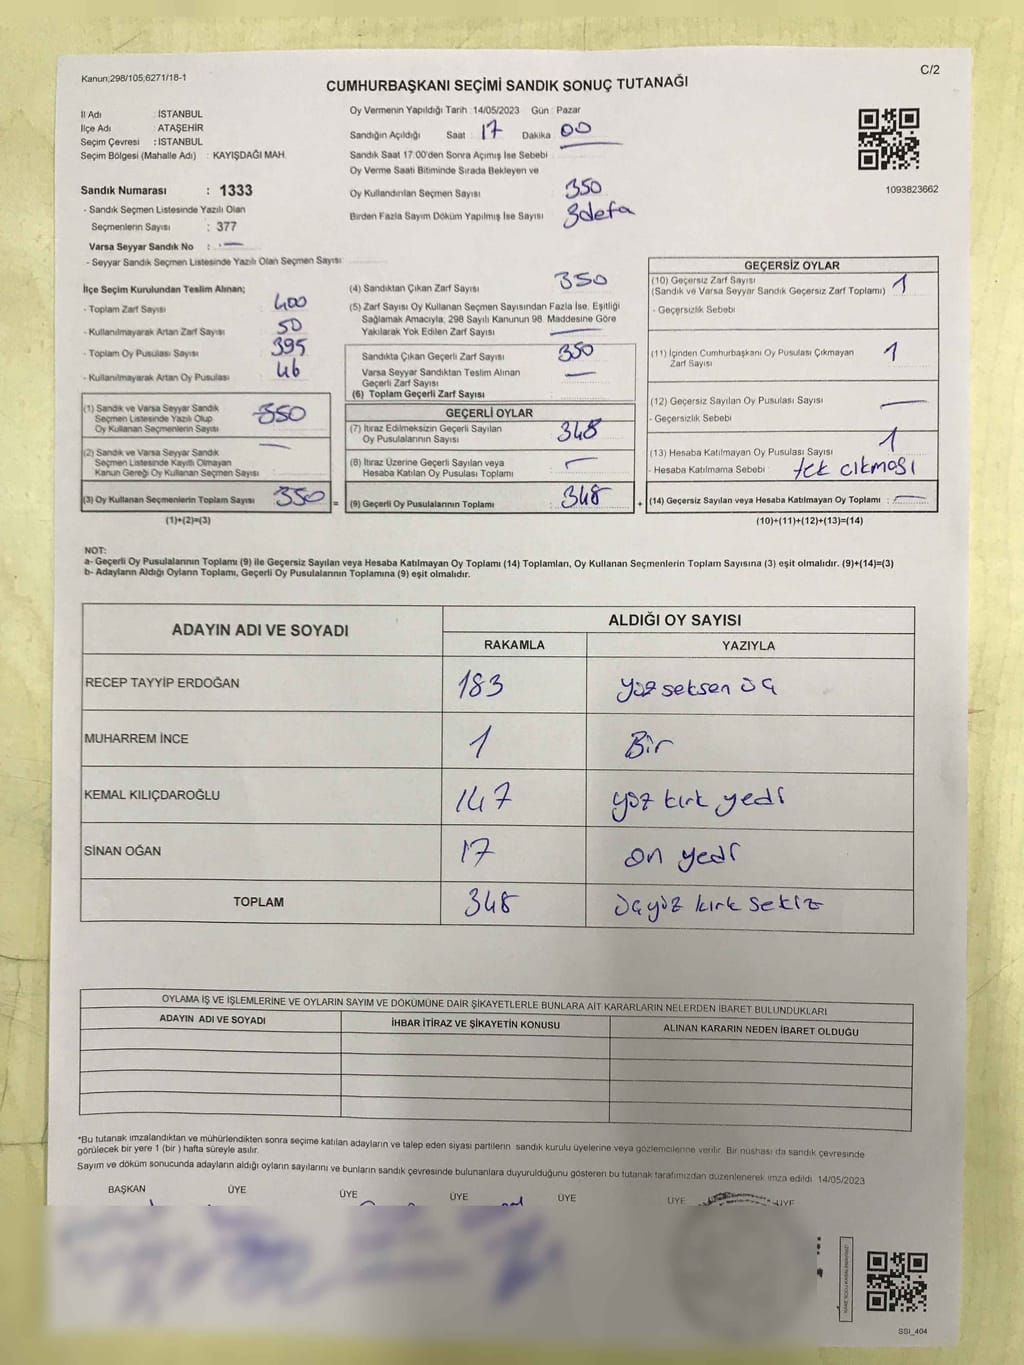 Kanun;298/105;6271/18-1
C/2
CUMHURBAŞKANI SEÇİMİ SANDIK SONUÇ TUTANAĞI
İl Adı : İSTANBUL
İlçe Adı : ATAŞEHİR
Seçim Çevresi : İSTANBUL
Seçim Bölgesi (Mahalle Adı) : KAYIŞDAĞI MAH.
Sandık Numarası : 1333
- Sandık Seçmen Listesinde Yazılı Olan
Seçmenlerin Sayısı : 377
Varsa Seyyar Sandık No : —
- Seyyar Sandık Seçmen Listesinde Yazılı Olan Seçmen Sayısı
Oy Vermenin Yapıldığı Tarih : 14/05/2023 Gün : Pazar
Sandığın Açıldığı Saat : 17 Dakika : 00
Sandık Saat 17:00'den Sonra Açımış İse Sebebi
Oy Verme Saati Bitiminde Sırada Bekleyen ve
Oy Kullandırılan Seçmen Sayısı 350
Birden Fazla Sayım Döküm Yapılmış İse Sayısı 3 defa
1093823662
İlçe Seçim Kurulundan Teslim Alınan;
- Toplam Zarf Sayısı : 400
- Kullanılmayarak Artan Zarf Sayısı : 50
- Toplam Oy Pusulası Sayısı : 395
- Kullanılmayarak Artan Oy Pusulası : 46
(1) Sandık ve Varsa Seyyar Sandık
Seçmen Listesinde Yazılı Olup
Oy Kullanan Seçmenlerin Sayısı 350
(2) Sandık ve Varsa Seyyar Sandık
Seçmen Listesinde Kayıtlı Olmayan
Kanun Gereği Oy Kullanan Seçmen Sayısı : —
(3) Oy Kullanan Seçmenlerin Toplam Sayısı 350 =
(1)+(2)=(3)
(4) Sandıktan Çıkan Zarf Sayısı 350
(5) Zarf Sayısı Oy Kullanan Seçmen Sayısından Fazla İse, Eşitliği
Sağlamak Amacıyla, 298 Sayılı Kanunun 98. Maddesine Göre
Yakılarak Yok Edilen Zarf Sayısı —
Sandıkta Çıkan Geçerli Zarf Sayısı 350
Varsa Seyyar Sandıktan Teslim Alınan
Geçerli Zarf Sayısı —
(6) Toplam Geçerli Zarf Sayısı
GEÇERLİ OYLAR
(7) İtiraz Edilmeksizin Geçerli Sayılan
Oy Pusulalarının Sayısı 348
(8) İtiraz Üzerine Geçerli Sayılan veya
Hesaba Katılan Oy Pusulası Toplamı —
(9) Geçerli Oy Pusulalarının Toplamı 348 +
GEÇERSİZ OYLAR
(10) Geçersiz Zarf Sayısı
(Sandık ve Varsa Seyyar Sandık Geçersiz Zarf Toplamı) 1
- Geçersizlik Sebebi
(11) İçinden Cumhurbaşkanı Oy Pusulası Çıkmayan
Zarf Sayısı 1
(12) Geçersiz Sayılan Oy Pusulası Sayısı —
- Geçersizlik Sebebi
(13) Hesaba Katılmayan Oy Pusulası Sayısı 1
- Hesaba Katılmama Sebebi tek çıkması
(14) Geçersiz Sayılan veya Hesaba Katılmayan Oy Toplamı : —
(10)+(11)+(12)+(13)=(14)
NOT:
a- Geçerli Oy Pusulalarının Toplamı (9) ile Geçersiz Sayılan veya Hesaba Katılmayan Oy Toplamı (14) Toplamları, Oy Kullanan Seçmenlerin Toplam Sayısına (3) eşit olmalıdır. (9)+(14)=(3)
b- Adayların Aldığı Oyların Toplamı, Geçerli Oy Pusulalarının Toplamına (9) eşit olmalıdır.
ADAYIN ADI VE SOYADI
ALDIĞI OY SAYISI
RAKAMLA YAZIYLA
RECEP TAYYİP ERDOĞAN 183 yüz seksen üç
MUHARREM İNCE 1 Bir
KEMAL KILIÇDAROĞLU 147 yüz kırk yedi
SİNAN OĞAN 17 on yedi
TOPLAM 348 üçyüz kırk sekiz
OYLAMA İŞ VE İŞLEMLERİNE VE OYLARIN SAYIM VE DÖKÜMÜNE DAİR ŞİKAYETLERLE BUNLARA AİT KARARLARIN NELERDEN İBARET BULUNDUKLARI
ADAYIN ADI VE SOYADI İHBAR İTİRAZ VE ŞİKAYETİN KONUSU ALINAN KARARIN NEDEN İBARET OLDUĞU
*Bu tutanak imzalandıktan ve mühürlendikten sonra seçime katılan adayların ve talep eden siyasi partilerin sandık kurulu üyelerine veya gözlemcilerine verilir. Bir nüshası da sandık çevresinde
görülecek bir yere 1 (bir) hafta süreyle asılır.
Sayım ve döküm sonucunda adayların aldığı oyların sayılarını ve bunların sandık çevresinde bulunanlara duyurulduğunu gösteren bu tutanak tarafımızdan düzenlenerek imza edildi. 14/05/2023
BAŞKAN ÜYE ÜYE ÜYE ÜYE ÜYE ÜYE
SSI_404